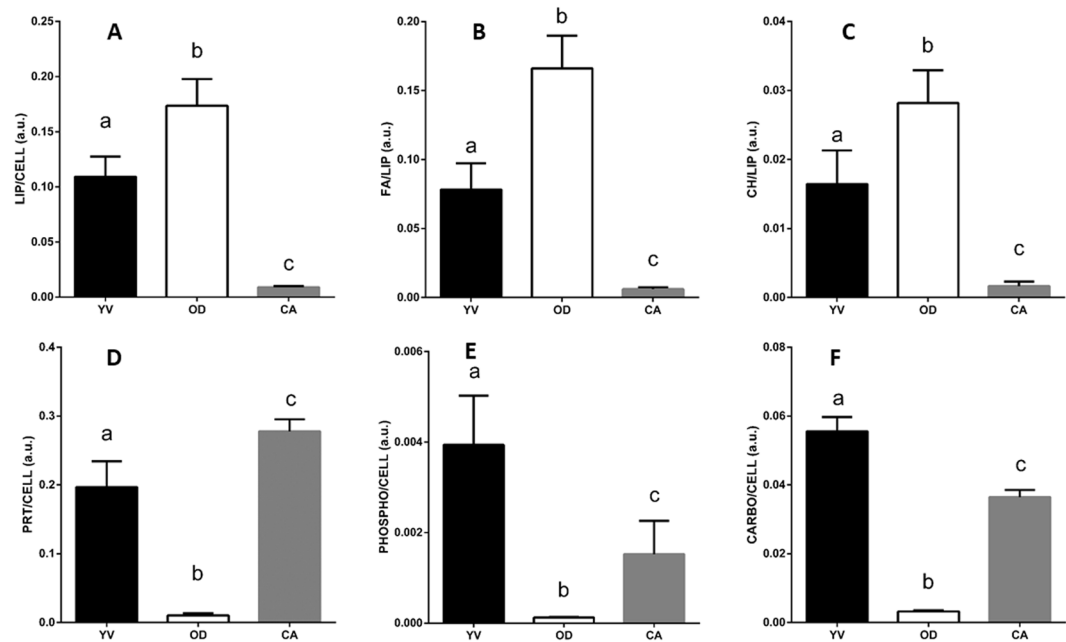 A
LIP/CELL (a.u.)
0.25
0.20
0.15
0.10
0.05
0.00
a
b
c
YV
OD
CA
B
FA/LIP (a.u.)
0.20
0.15
0.10
0.05
0.00
a
b
c
YV
OD
CA
C
CH/LIP (a.u.)
0.04
0.03
0.02
0.01
0.00
a
b
c
YV
OD
CA
D
PRT/CELL (a.u.)
0.4
0.3
0.2
0.1
0.0
a
b
c
YV
OD
CA
E
PHOSPHO/CELL (a.u.)
0.006
0.004
0.002
0.000
a
b
c
YV
OD
CA
F
CARBO/CELL (a.u.)
0.08
0.06
0.04
0.02
0.00
a
b
c
YV
OD
CA